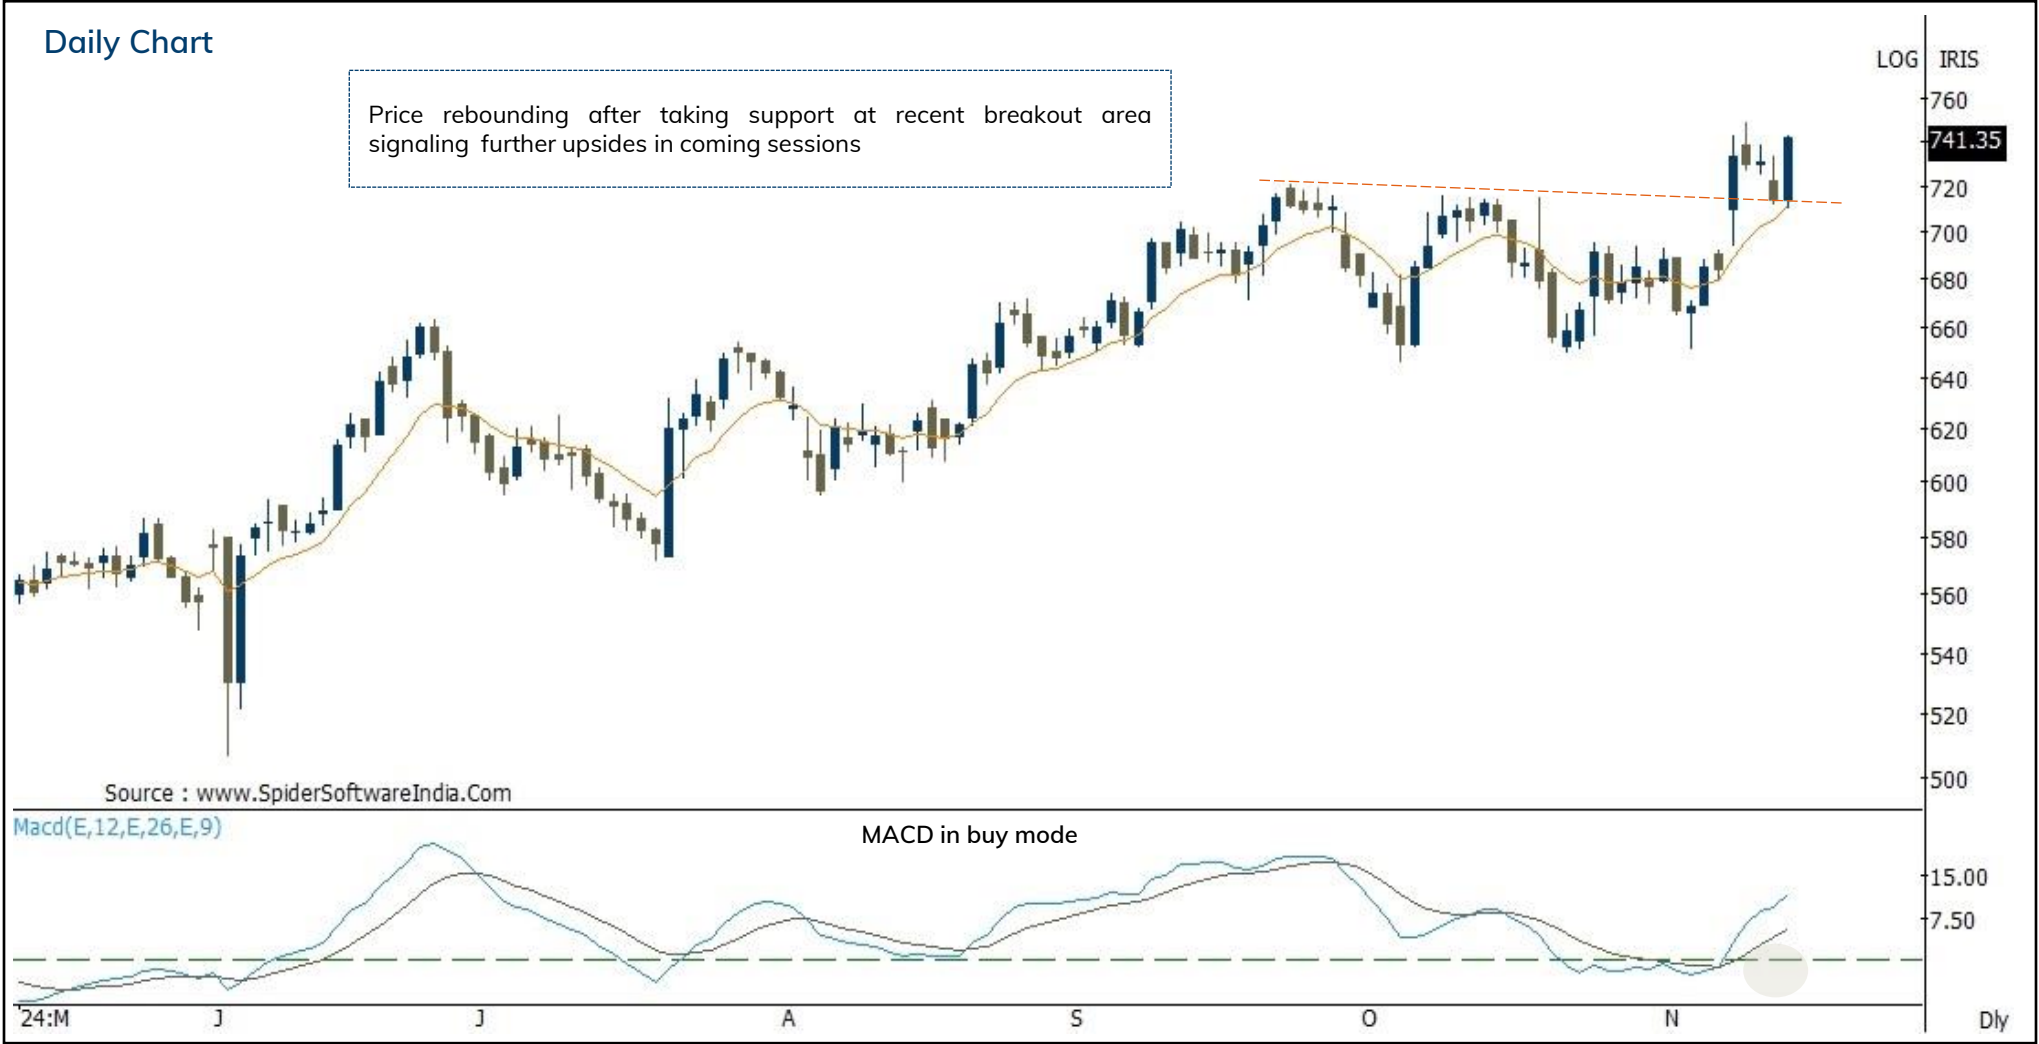 Daily Chart
LOG IRIS
Price rebounding after taking support at recent breakout area
signaling further upsides in coming sessions
760
741.35
720
700
680
660
640
620
600
580
560
540
520
500
Source : www.SpiderSoftwareIndia.Com
Macd(E,12,E,26,E,9)
MACD in buy mode
15.00
7.50
24:M J J A S O N Dly